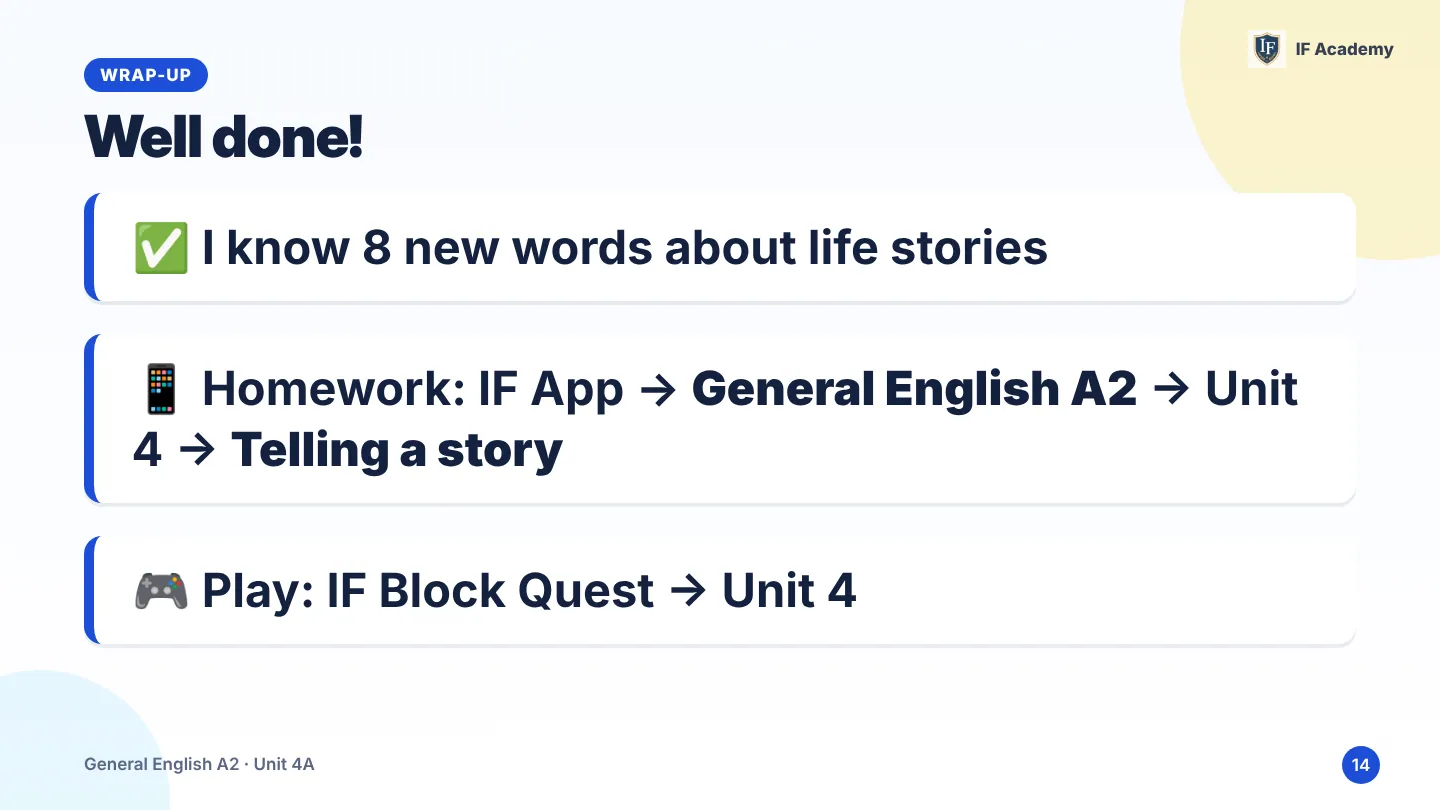 IF IF Academy
WRAP-UP
Well done!
✅ I know 8 new words about life stories
📱 Homework: IF App → General English A2 → Unit
4 → Telling a story
🎮 Play: IF Block Quest → Unit 4
General English A2 · Unit 4A
14